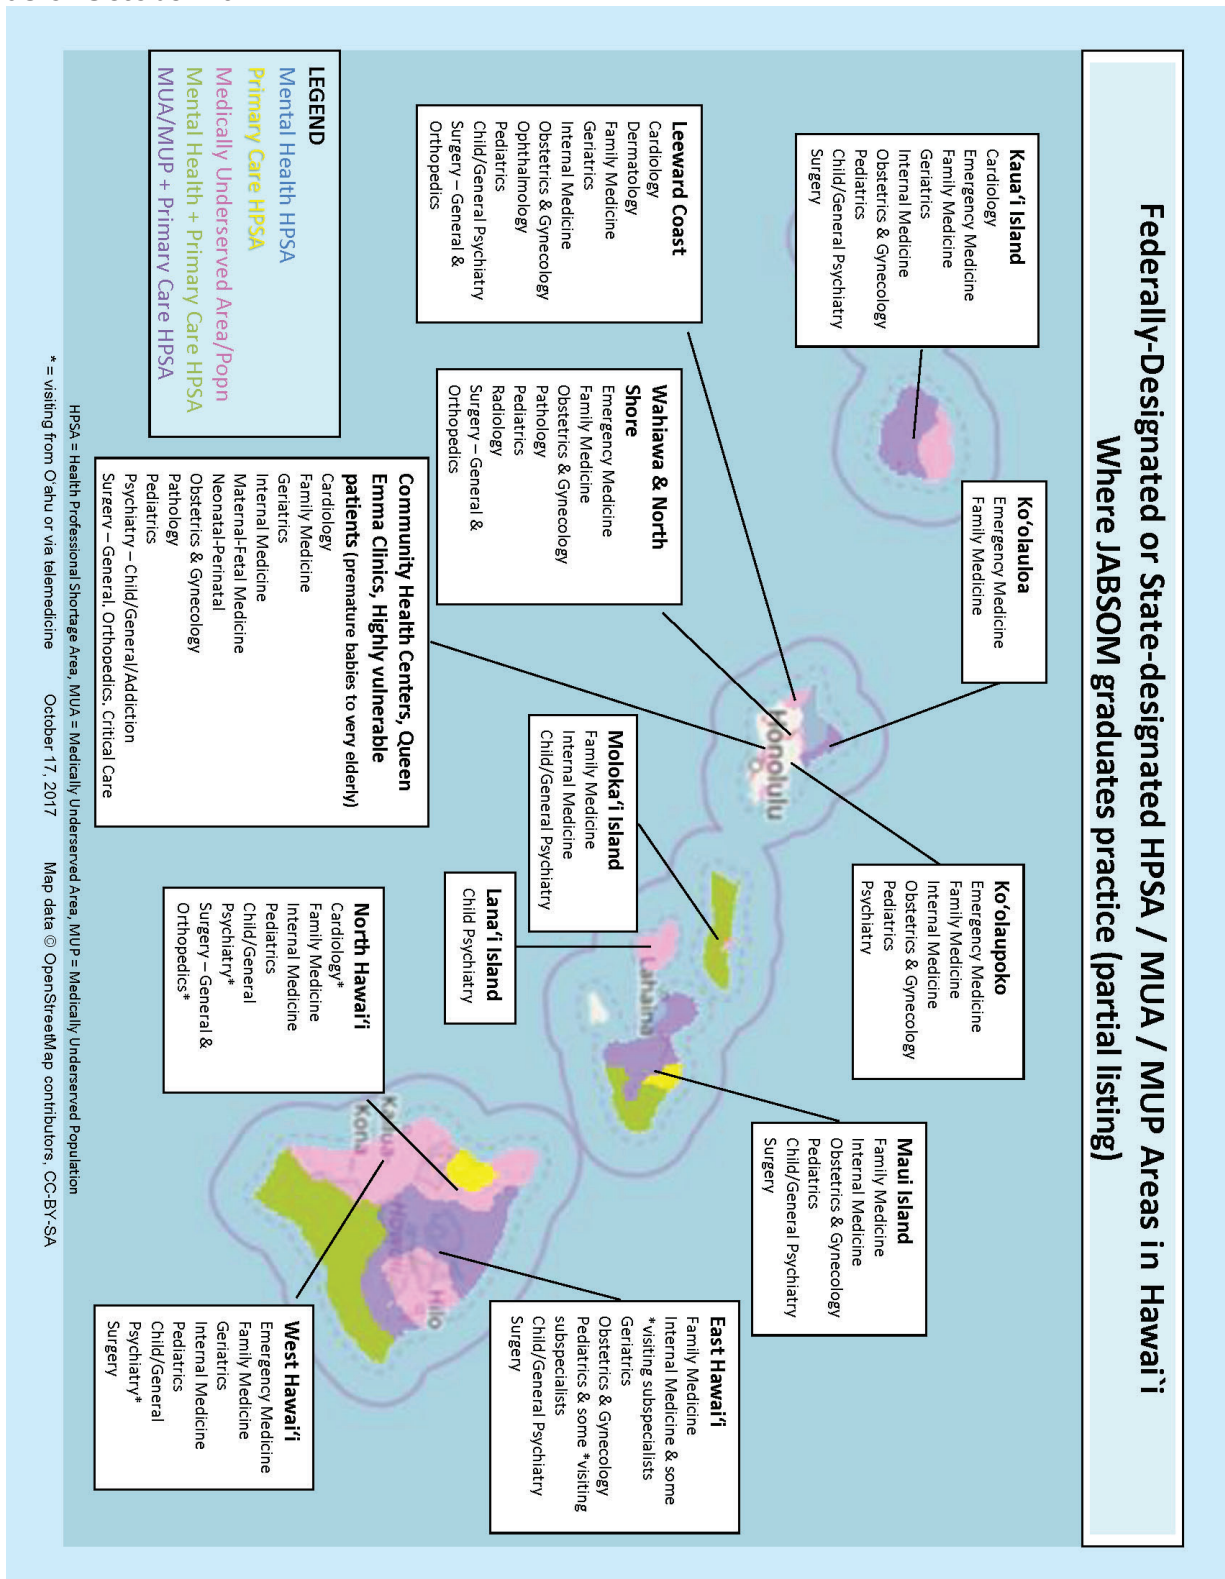 Federally-Designated or State-designated HPSA / MUA / MUP Areas in Hawai`i
Where JABSOM graduates practice (partial listing)
Kaua‘i Island
Cardiology
Emergency Medicine
Family Medicine
Geriatrics
Internal Medicine
Obstetrics & Gynecology
Pediatrics
Child/General Psychiatry
Surgery
Ko‘olauloa
Emergency Medicine
Family Medicine
Ko‘olaupoko
Emergency Medicine
Family Medicine
Internal Medicine
Obstetrics & Gynecology
Pediatrics
Psychiatry
Maui Island
Family Medicine
Internal Medicine
Obstetrics & Gynecology
Pediatrics
Child/General Psychiatry
Surgery
East Hawai‘i
Family Medicine
Internal Medicine & some
*visiting subspecialists
Geriatrics
Obstetrics & Gynecology
Pediatrics & some *visiting
subspecialists
Child/General Psychiatry
Surgery
Leeward Coast
Cardiology
Dermatology
Family Medicine
Geriatrics
Internal Medicine
Obstetrics & Gynecology
Ophthalmology
Pediatrics
Child/General Psychiatry
Surgery – General &
Orthopedics
Wahiawa & North
Shore
Emergency Medicine
Family Medicine
Obstetrics & Gynecology
Pathology
Pediatrics
Radiology
Surgery – General &
Orthopedics
Honolulu
Moloka‘i Island
Family Medicine
Internal Medicine
Child/General Psychiatry
Lahaina
Lana‘i Island
Child Psychiatry
Community Health Centers, Queen
Emma Clinics, Highly vulnerable
patients (premature babies to very elderly)
Cardiology
Family Medicine
Geriatrics
Internal Medicine
Maternal-Fetal Medicine
Neonatal-Perinatal
Obstetrics & Gynecology
Pathology
Pediatrics
Psychiatry – Child/General/Addiction
Surgery – General, Orthopedics, Critical Care
North Hawai‘i
Cardiology*
Family Medicine
Internal Medicine
Pediatrics
Child/General
Psychiatry*
Surgery – General &
Orthopedics*
Kailua
Kona
Hilo
West Hawai‘i
Emergency Medicine
Family Medicine
Geriatrics
Internal Medicine
Pediatrics
Child/General
Psychiatry*
Surgery
LEGEND
Mental Health HPSA
Primary Care HPSA
Medically Underserved Area/Popn
Mental Health + Primary Care HPSA
MUA/MUP + Primary Care HPSA
HPSA = Health Professional Shortage Area, MUA = Medically Underserved Area, MUP = Medically Underserved Population
* = visiting from O‘ahu or via telemedicine October 17, 2017 Map data © OpenStreetMap contributors, CC-BY-SA